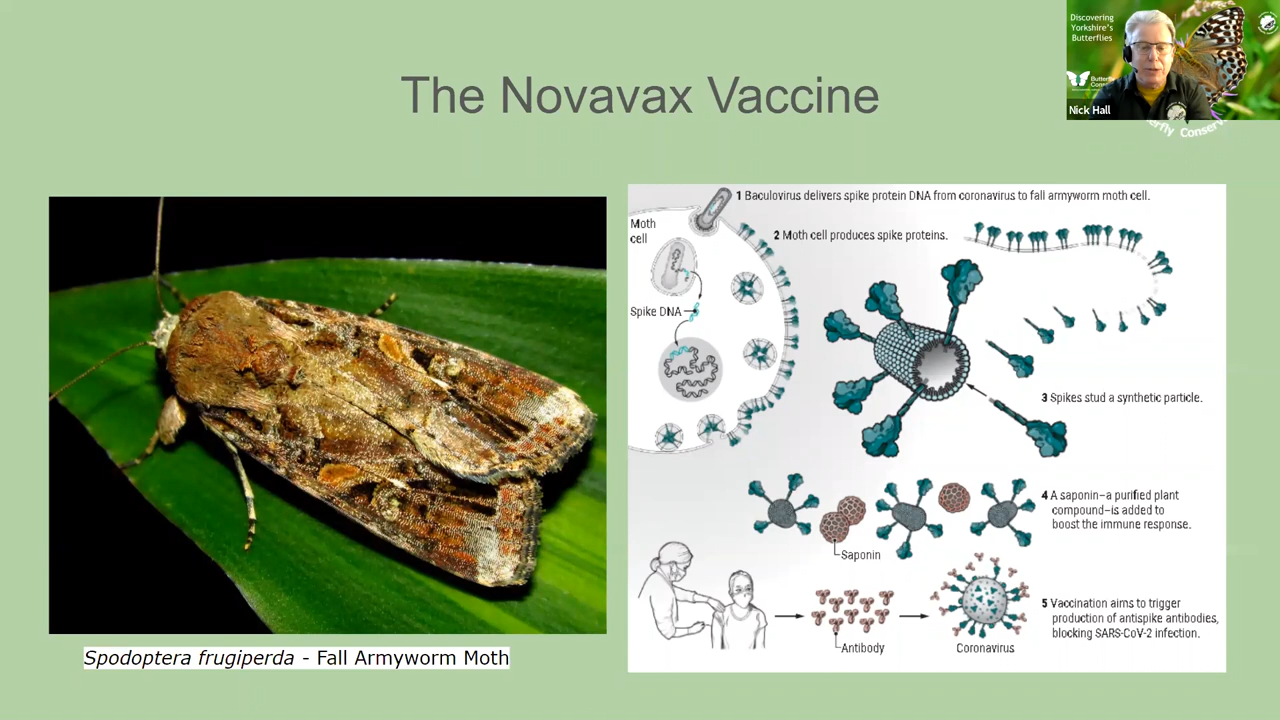 The Novavax Vaccine
Discovering
Yorkshire's
Butterflies
Nick Hall
1 Baculovirus delivers spike protein DNA from coronavirus to fall armyworm moth cell.
Moth
cell
2 Moth cell produces spike proteins.
Spike DNA
3 Spikes stud a synthetic particle.
4 A saponin–a purified plant
compound–is added to
boost the immune response.
Saponin
5 Vaccination aims to trigger
production of antispike antibodies,
blocking SARS-CoV-2 infection.
Antibody
Coronavirus
Spodoptera frugiperda - Fall Armyworm Moth